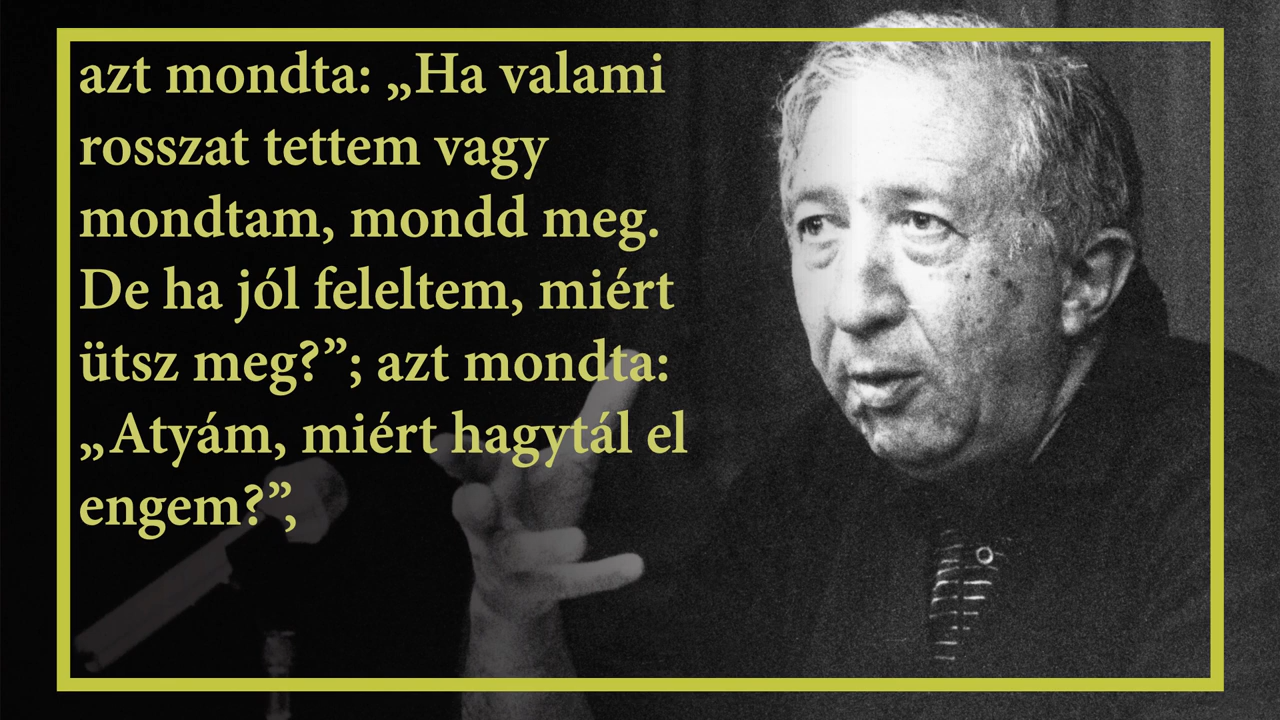 azt mondta: „Ha valami
rosszat tettem vagy
mondtam, mondd meg.
De ha jól feleltem, miért
ütsz meg?”; azt mondta:
„Atyám, miért hagytál el
engem?”,